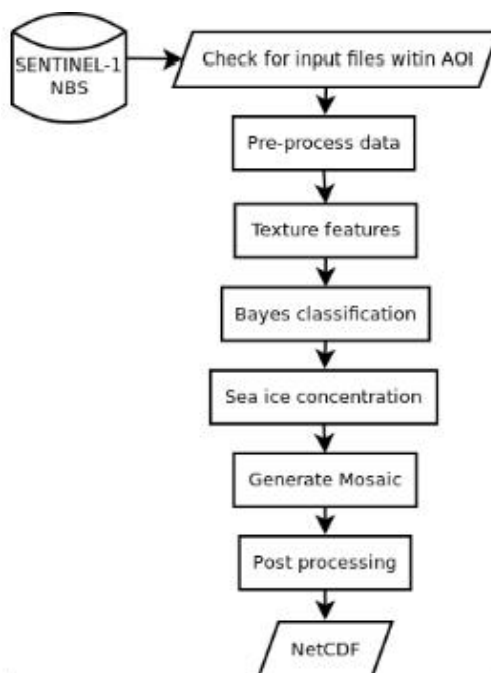 SENTINEL-1
NBS
Check for input files witin AOI
Pre-process data
Texture features
Bayes classification
Sea ice concentration
Generate Mosaic
Post processing
NetCDF